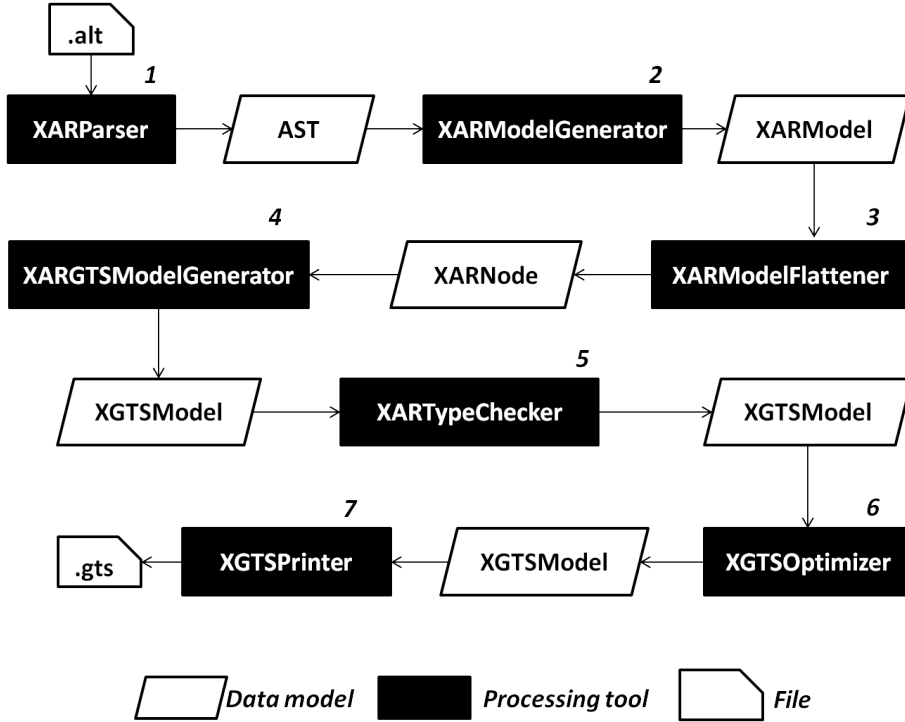 .alt
1
2
XARParser
AST
XARModelGenerator
XARModel
4
3
XARGTSModelGenerator
XARNode
XARModelFlattener
5
XGTSModel
XARTypeChecker
XGTSModel
7
6
.gts
XGTSPrinter
XGTSModel
XGTSOptimizer
Data model
Processing tool
File